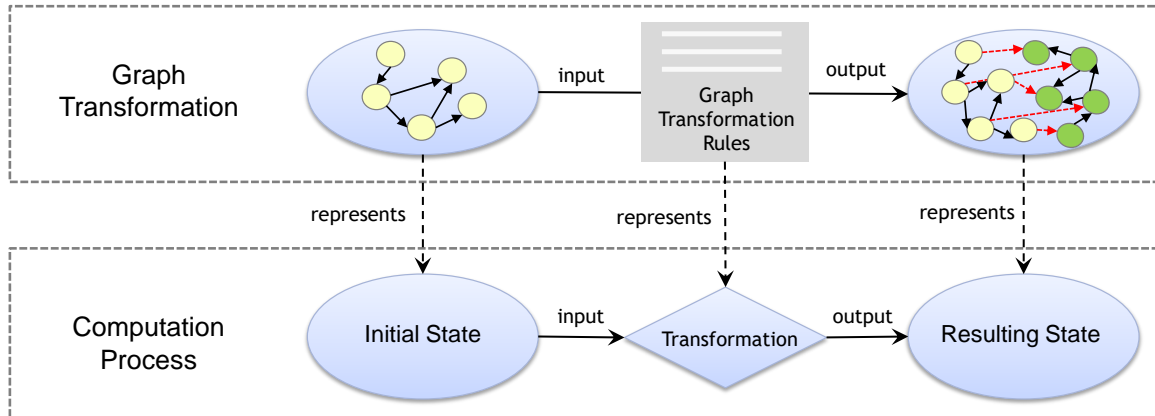 Graph
Transformation
input
Graph
Transformation
Rules
output
represents
represents
represents
Computation
Process
Initial State
input
Transformation
output
Resulting State